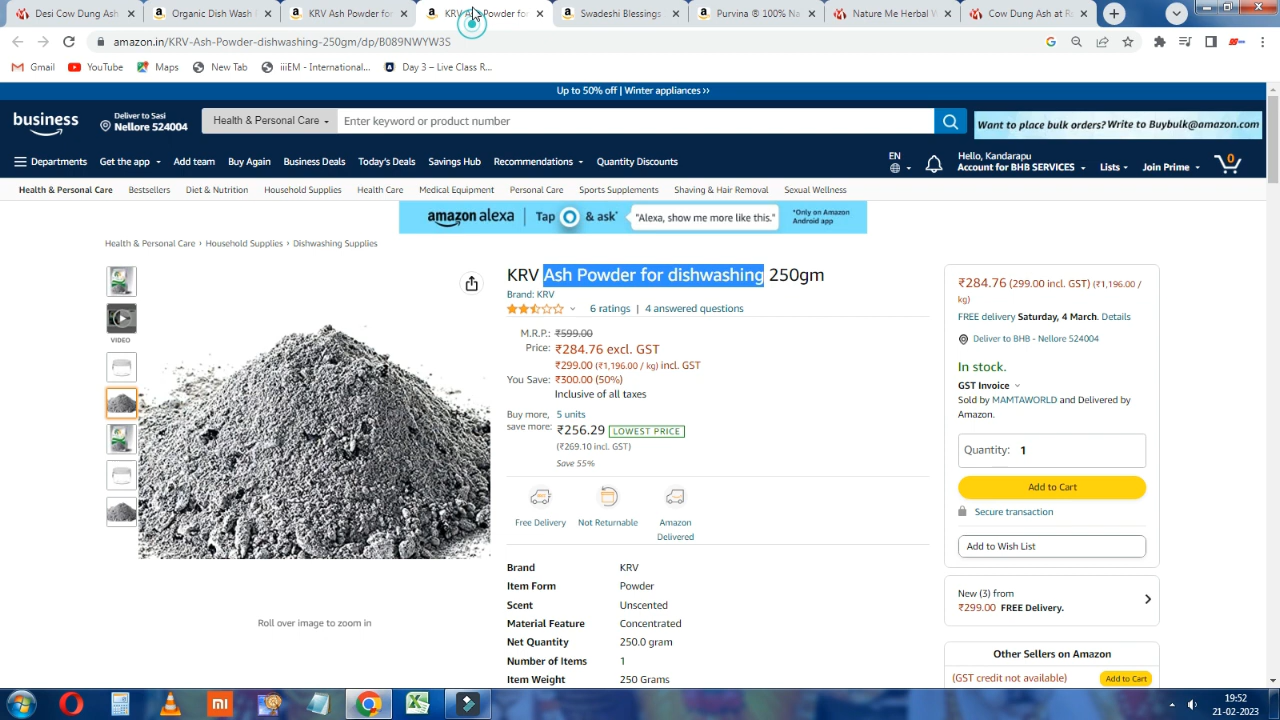 Desi Cow Dung Ash
Organic Dish Wash
KRV Ash Powder for
KRV Powder for
Swadeshi Blessings
Purvina ® 100% Na
Nature Me Herbal
Cow Dung Ash at R
amazon.in/KRV-Ash-Powder-dishwashing-250gm/dp/B089NWYW3S
Gmail YouTube Maps New Tab iiiEM - Internationa... Day 3 – Live Class R...
Up to 50% off | Winter appliances >>
business
Deliver to Sasi
Nellore 524004
Health & Personal Care
Enter keyword or product number
Want to place bulk orders? Write to Buybulk@amazon.com
Departments Get the app Add team Buy Again Business Deals Today's Deals Savings Hub Recommendations Quantity Discounts
EN
Hello, Kandarapu
Account for BHB SERVICES
Lists
Join Prime
0
Health & Personal Care Bestsellers Diet & Nutrition Household Supplies Health Care Medical Equipment Personal Care Sports Supplements Shaving & Hair Removal Sexual Wellness
amazon alexa | Tap & ask* "Alexa, show me more like this."
*Only on Amazon
Android app
Health & Personal Care › Household Supplies › Dishwashing Supplies
VIDEO
Roll over image to zoom in
KRV Ash Powder for dishwashing 250gm
Brand: KRV
6 ratings | 4 answered questions
M.R.P.: ₹599.00
Price: ₹284.76 excl. GST
₹299.00 (₹1,196.00 / kg) incl. GST
You Save: ₹300.00 (50%)
Inclusive of all taxes
Buy more, save more:
5 units
₹256.29 LOWEST PRICE
(₹269.10 incl. GST)
Save 55%
Free Delivery
Not Returnable
Amazon Delivered
Brand KRV
Item Form Powder
Scent Unscented
Material Feature Concentrated
Net Quantity 250.0 gram
Number of Items 1
Item Weight 250 Grams
₹284.76 (299.00 incl. GST) (₹1,196.00 /
kg)
FREE delivery Saturday, 4 March. Details
Deliver to BHB - Nellore 524004
In stock.
GST Invoice
Sold by MAMTAWORLD and Delivered by
Amazon.
Quantity: 1
Add to Cart
Secure transaction
Add to Wish List
New (3) from
₹299.00 FREE Delivery.
Other Sellers on Amazon
(GST credit not available)
Add to Cart
mi
19:52
21-02-2023